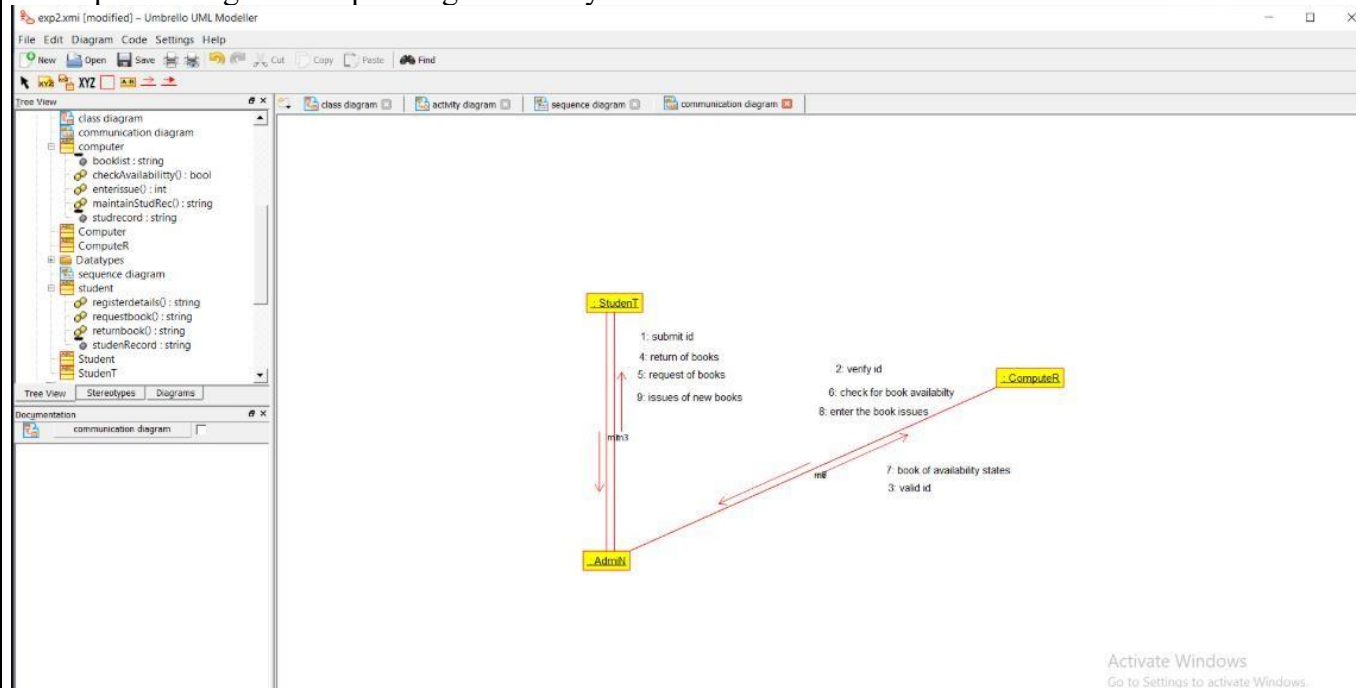 exp2.xmi [modified] – Umbrello UML Modeller
File Edit Diagram Code Settings Help
New Open Save Cut Copy Paste Find
XYZ
Tree View
class diagram
activity diagram
sequence diagram
communication diagram
class diagram
communication diagram
computer
booklist : string
checkAvailabilitty() : bool
enterissue() : int
maintainStudRec() : string
studrecord : string
Computer
ComputeR
Datatypes
sequence diagram
student
registerdetails() : string
requestbook() : string
returnbook() : string
studenRecord : string
Student
StudenT
Tree View Stereotypes Diagrams
Documentation
communication diagram
: StudenT
1: submit id
4: return of books
5: request of books
9: issues of new books
2: verify id
6: check for book availabilty
8: enter the book issues
: ComputeR
7: book of availability states
3: valid id
: AdmiN
Activate Windows
Go to Settings to activate Windows.